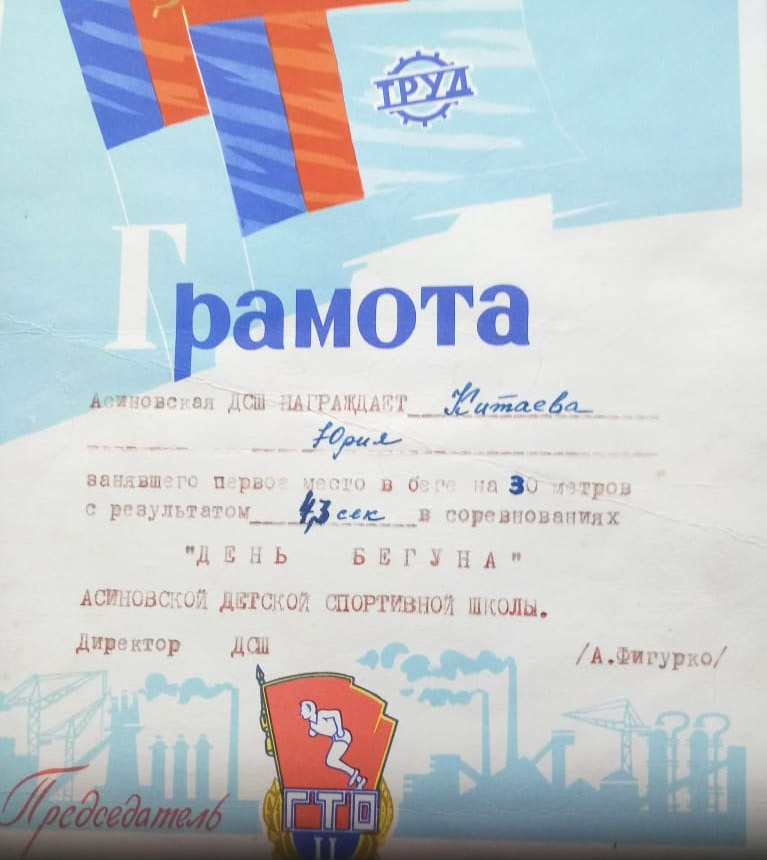 ТРУД
Грамота
Асиновская ДСШ НАГРАЖДАЕТ Китаева
Юрия
занявшего первое место в беге на 30 метров
с результатом 4,3 сек в соревнованиях
"ДЕНЬ БЕГУНА"
АСИНОВСКОЙ ДЕТСКОЙ СПОРТИВНОЙ ШКОЛЫ.
Директор ДСШ /А.Фигурко/
ГТО
II
Председатель